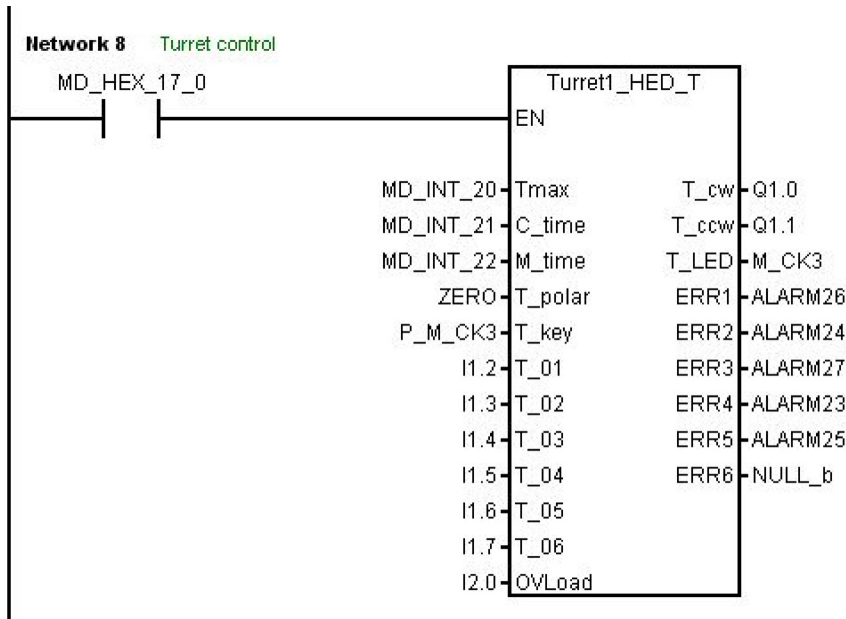 Network 8 Turret control
MD_HEX_17_0 Turret1_HED_T
EN
MD_INT_20 Tmax T_cw Q1.0
MD_INT_21 C_time T_ccw Q1.1
MD_INT_22 M_time T_LED M_CK3
ZERO T_polar ERR1 ALARM26
P_M_CK3 T_key ERR2 ALARM24
I1.2 T_01 ERR3 ALARM27
I1.3 T_02 ERR4 ALARM23
I1.4 T_03 ERR5 ALARM25
I1.5 T_04 ERR6 NULL_b
I1.6 T_05
I1.7 T_06
I2.0 OVLoad